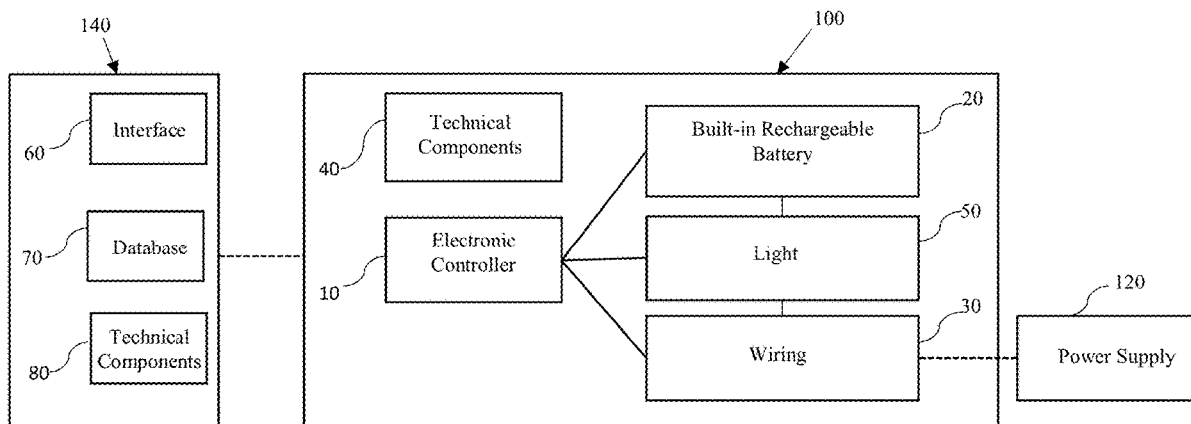 140
100
60
Interface
70
Database
80
Technical
Components
40
Technical
Components
10
Electronic
Controller
20
Built-in Rechargeable
Battery
50
Light
30
Wiring
120
Power Supply